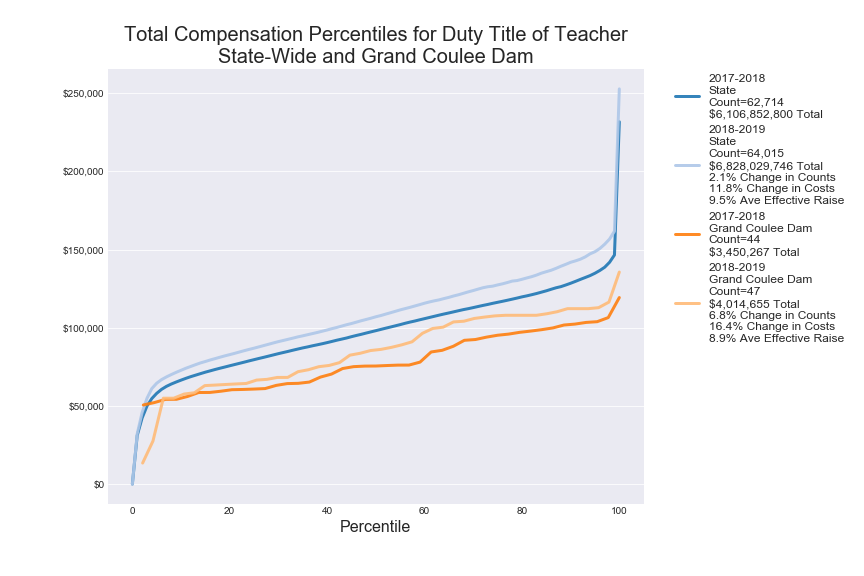 Total Compensation Percentiles for Duty Title of Teacher
State-Wide and Grand Coulee Dam
$250,000
$200,000
$150,000
$100,000
$50,000
$0
0
20
40
60
80
100
Percentile
2017-2018
State
Count=62,714
$6,106,852,800 Total
2018-2019
State
Count=64,015
$6,828,029,746 Total
2.1% Change in Counts
11.8% Change in Costs
9.5% Ave Effective Raise
2017-2018
Grand Coulee Dam
Count=44
$3,450,267 Total
2018-2019
Grand Coulee Dam
Count=47
$4,014,655 Total
6.8% Change in Counts
16.4% Change in Costs
8.9% Ave Effective Raise